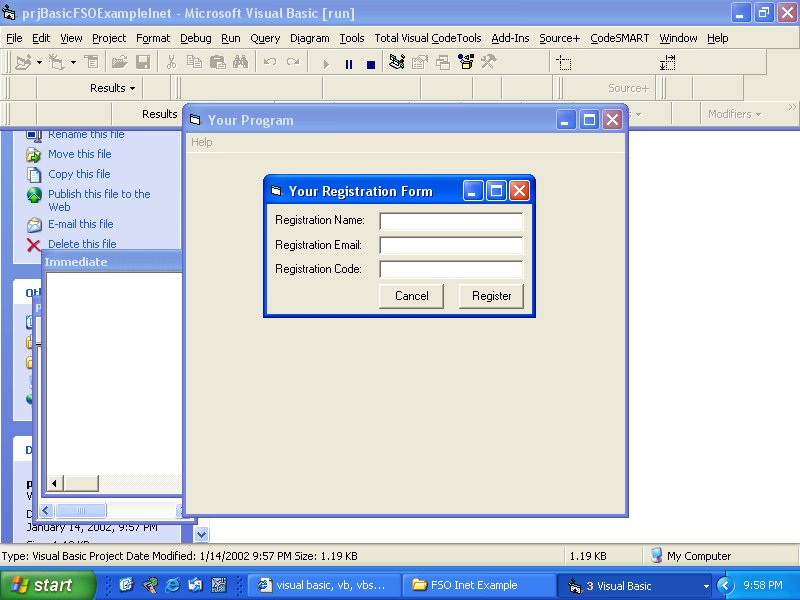 prjBasicFSOExampleInet - Microsoft Visual Basic [run]
File Edit View Project Format Debug Run Query Diagram Tools Total Visual CodeTools Add-Ins Source+ CodeSMART Window Help
Results Source+
Results Modifiers
Your Program
Help
Rename this file
Move this file
Copy this file
Publish this file to the
Web
E-mail this file
Delete this file
Your Registration Form
Registration Name:
Registration Email:
Registration Code:
Cancel Register
Immediate
January 14, 2002, 9:57 PM
Type: Visual Basic Project Date Modified: 1/14/2002 9:57 PM Size: 1.19 KB 1.19 KB My Computer
start visual basic, vb, vbs... FSO Inet Example 3 Visual Basic 9:58 PM